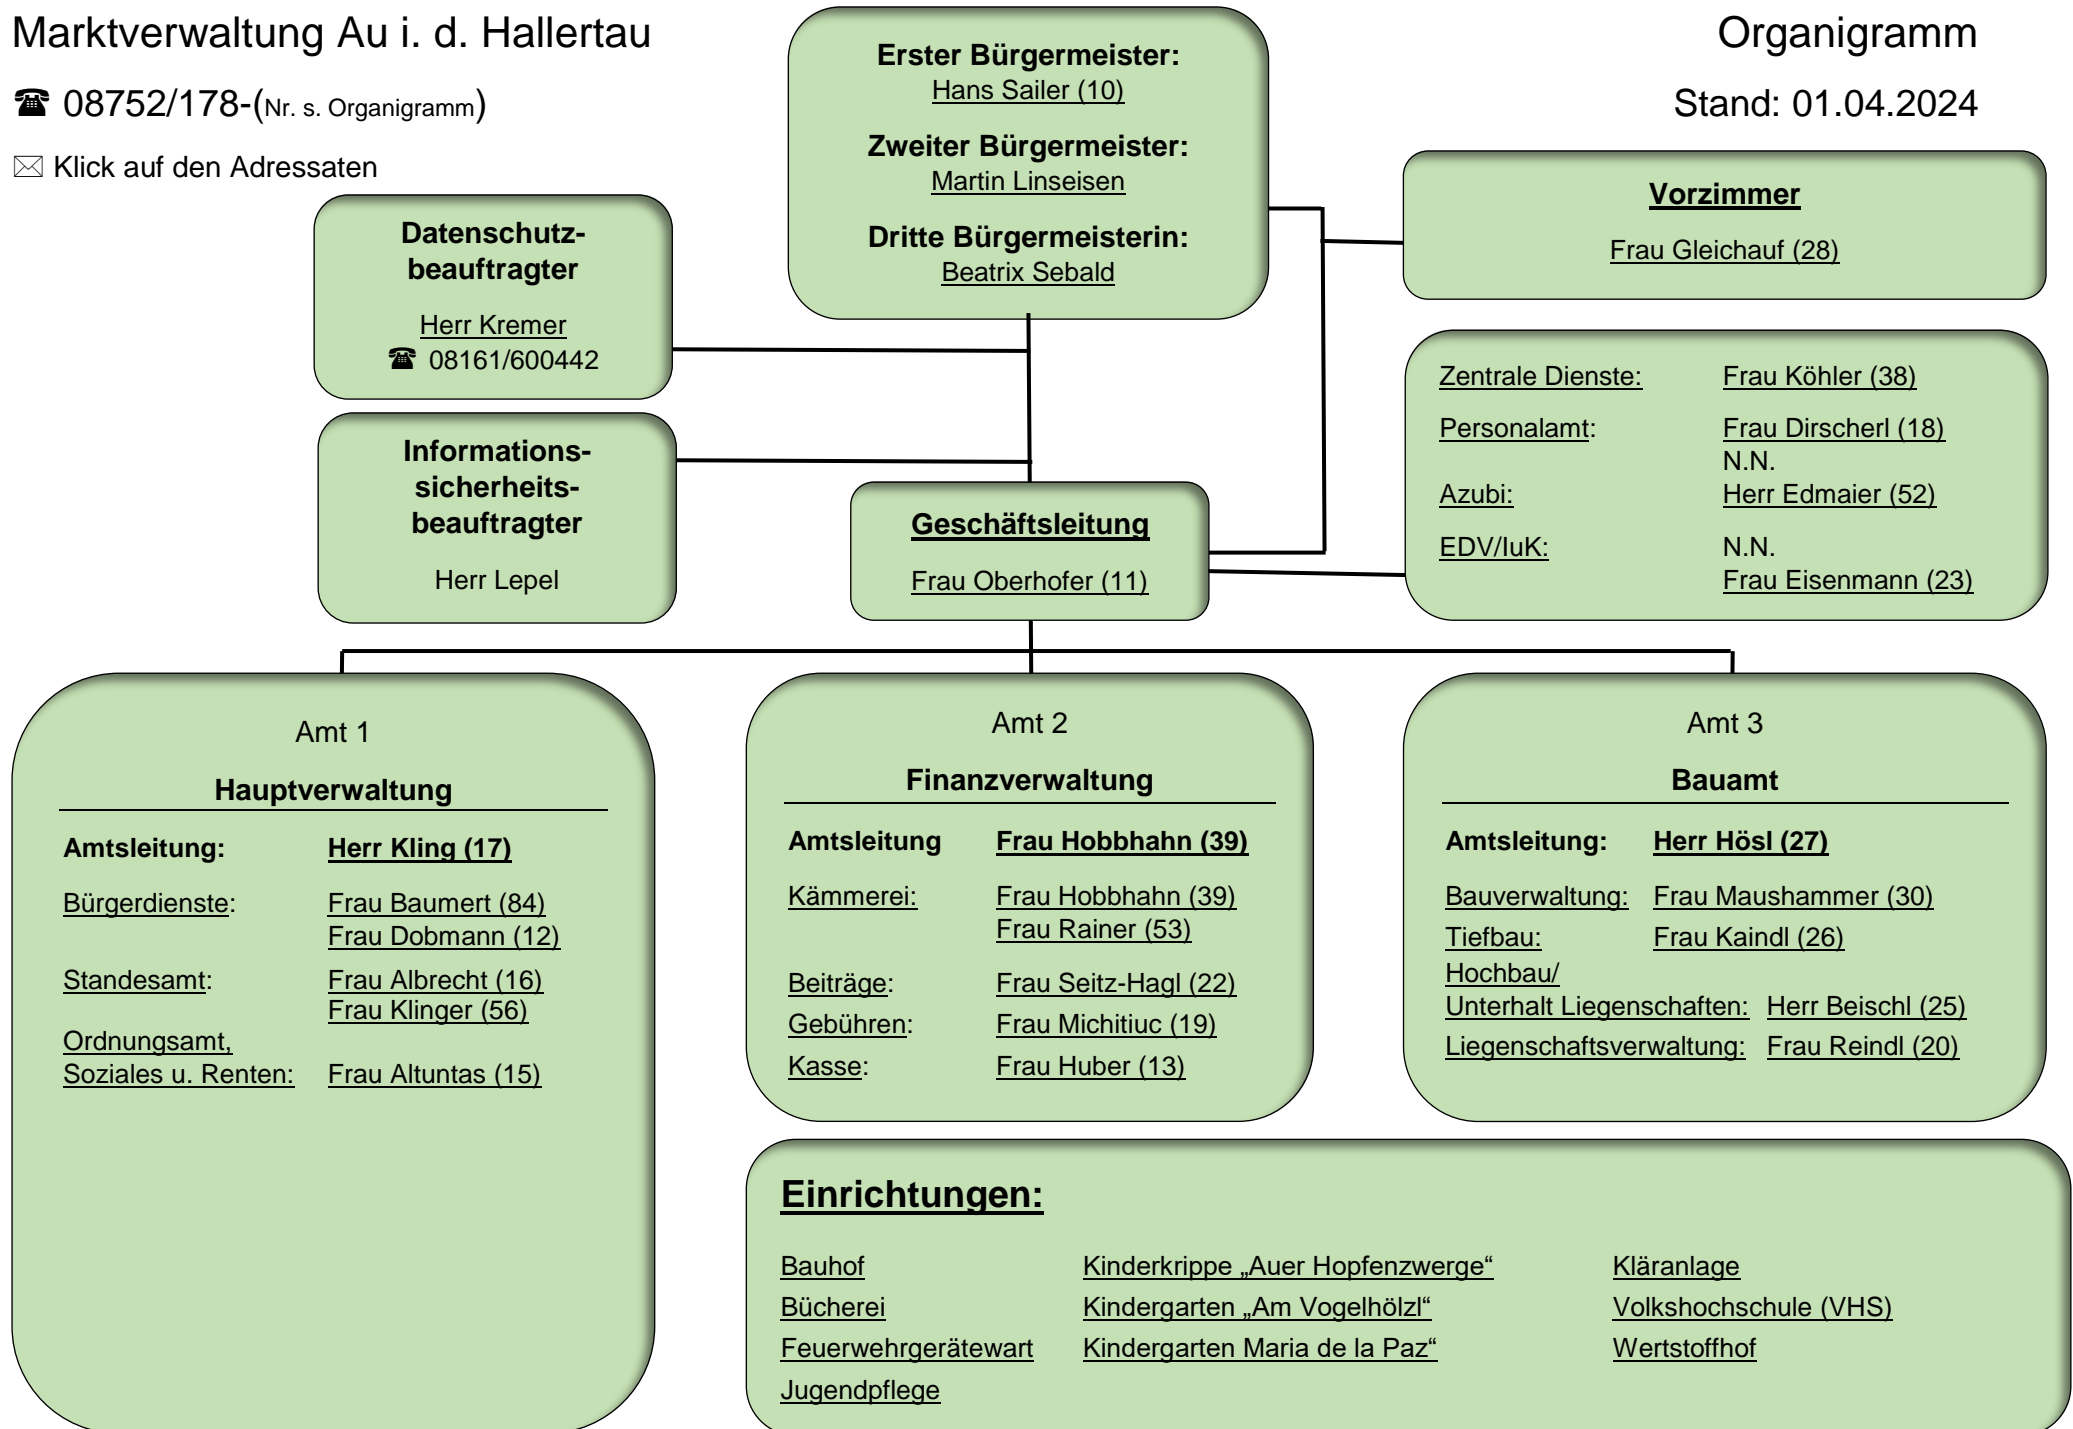 Marktverwaltung Au i. d. Hallertau
☎ 08752/178-(Nr. s. Organigramm)
✉ Klick auf den Adressaten
Erster Bürgermeister:
Hans Sailer (10)
Zweiter Bürgermeister:
Martin Linseisen
Dritte Bürgermeisterin:
Beatrix Sebald
Organigramm
Stand: 01.04.2024
Vorzimmer
Frau Gleichauf (28)
Datenschutz-
beauftragter
Herr Kremer
☎ 08161/600442
Informations-
sicherheits-
beauftragter
Herr Lepel
Geschäftsleitung
Frau Oberhofer (11)
Zentrale Dienste: Frau Köhler (38)
Personalamt: Frau Dirscherl (18)
N.N.
Azubi: Herr Edmaier (52)
EDV/IuK: N.N.
Frau Eisenmann (23)
Amt 1
Hauptverwaltung
Amtsleitung: Herr Kling (17)
Bürgerdienste: Frau Baumert (84)
Frau Dobmann (12)
Standesamt: Frau Albrecht (16)
Frau Klinger (56)
Ordnungsamt,
Soziales u. Renten: Frau Altuntas (15)
Amt 2
Finanzverwaltung
Amtsleitung Frau Hobbhahn (39)
Kämmerei: Frau Hobbhahn (39)
Frau Rainer (53)
Beiträge: Frau Seitz-Hagl (22)
Gebühren: Frau Michitiuc (19)
Kasse: Frau Huber (13)
Amt 3
Bauamt
Amtsleitung: Herr Hösl (27)
Bauverwaltung: Frau Maushammer (30)
Tiefbau: Frau Kaindl (26)
Hochbau/
Unterhalt Liegenschaften: Herr Beischl (25)
Liegenschaftsverwaltung: Frau Reindl (20)
Einrichtungen:
Bauhof Kinderkrippe „Auer Hopfenzwerge“ Kläranlage
Bücherei Kindergarten „Am Vogelhölzl“ Volkshochschule (VHS)
Feuerwehrgerätewart Kindergarten Maria de la Paz“ Wertstoffhof
Jugendpflege